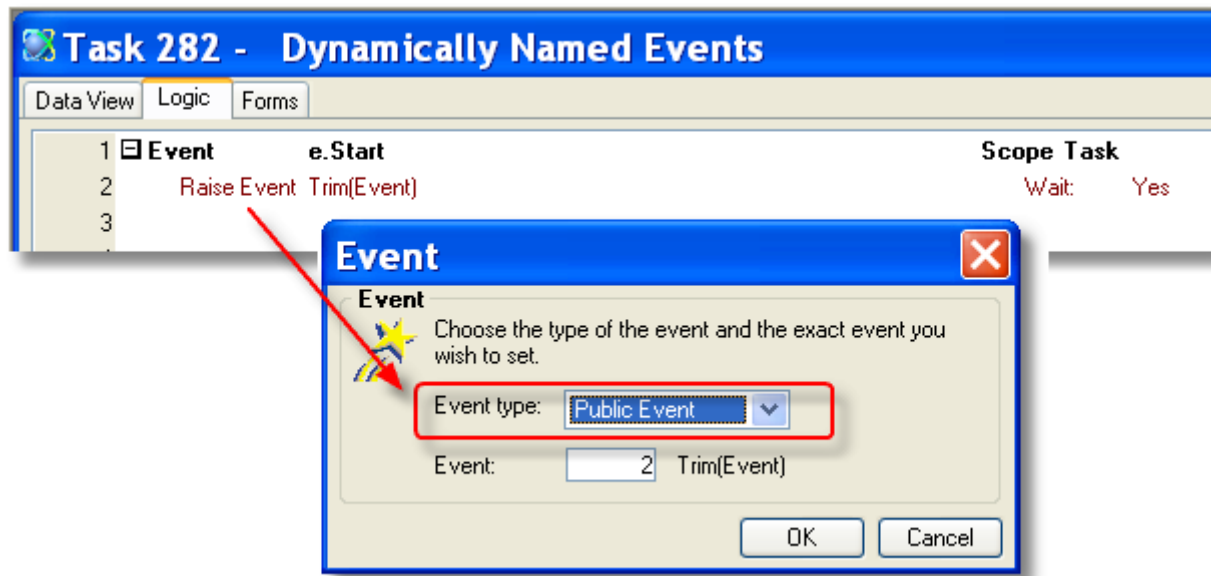 Task 282 - Dynamically Named Events
Data View Logic Forms
1 Event e.Start Scope Task
2 Raise Event Trim(Event) Wait: Yes
3
Event
Event
Choose the type of the event and the exact event you
wish to set.
Event type: Public Event
Event: 2 Trim(Event)
OK Cancel